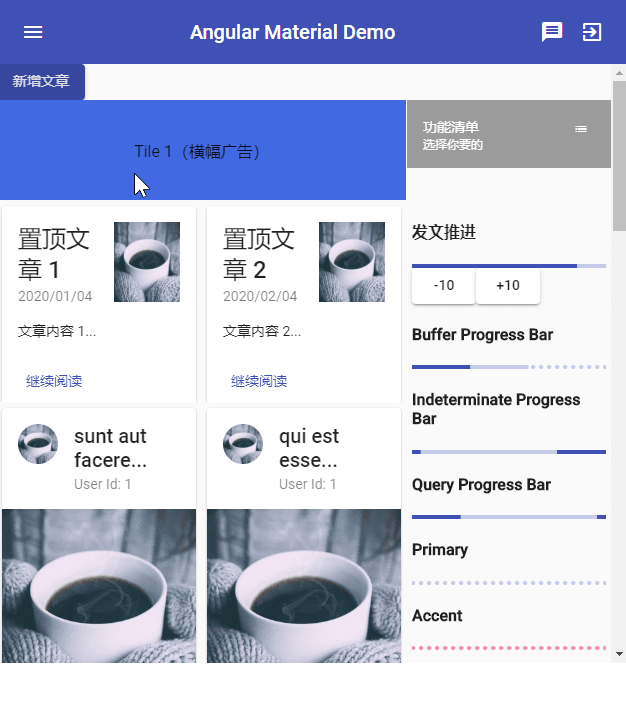 Angular Material Demo
新增文章
Tile 1（横幅广告）
功能清单
选择你要的
置顶文
章 1
2020/01/04
文章内容 1...
继续阅读
置顶文
章 2
2020/02/04
文章内容 2...
继续阅读
sunt aut
facere...
User Id: 1
qui est
esse...
User Id: 1
发文推进
-10
+10
Buffer Progress Bar
Indeterminate Progress
Bar
Query Progress Bar
Primary
Accent